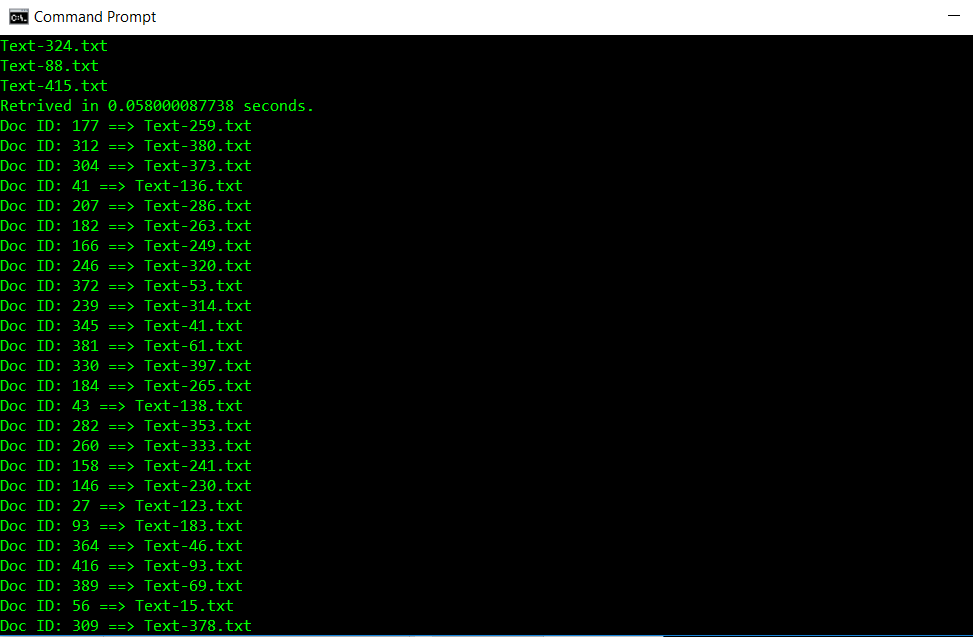 Command Prompt
Text-324.txt
Text-88.txt
Text-415.txt
Retrived in 0.058000087738 seconds.
Doc ID: 177 ==> Text-259.txt
Doc ID: 312 ==> Text-380.txt
Doc ID: 304 ==> Text-373.txt
Doc ID: 41 ==> Text-136.txt
Doc ID: 207 ==> Text-286.txt
Doc ID: 182 ==> Text-263.txt
Doc ID: 166 ==> Text-249.txt
Doc ID: 246 ==> Text-320.txt
Doc ID: 372 ==> Text-53.txt
Doc ID: 239 ==> Text-314.txt
Doc ID: 345 ==> Text-41.txt
Doc ID: 381 ==> Text-61.txt
Doc ID: 330 ==> Text-397.txt
Doc ID: 184 ==> Text-265.txt
Doc ID: 43 ==> Text-138.txt
Doc ID: 282 ==> Text-353.txt
Doc ID: 260 ==> Text-333.txt
Doc ID: 158 ==> Text-241.txt
Doc ID: 146 ==> Text-230.txt
Doc ID: 27 ==> Text-123.txt
Doc ID: 93 ==> Text-183.txt
Doc ID: 364 ==> Text-46.txt
Doc ID: 416 ==> Text-93.txt
Doc ID: 389 ==> Text-69.txt
Doc ID: 56 ==> Text-15.txt
Doc ID: 309 ==> Text-378.txt